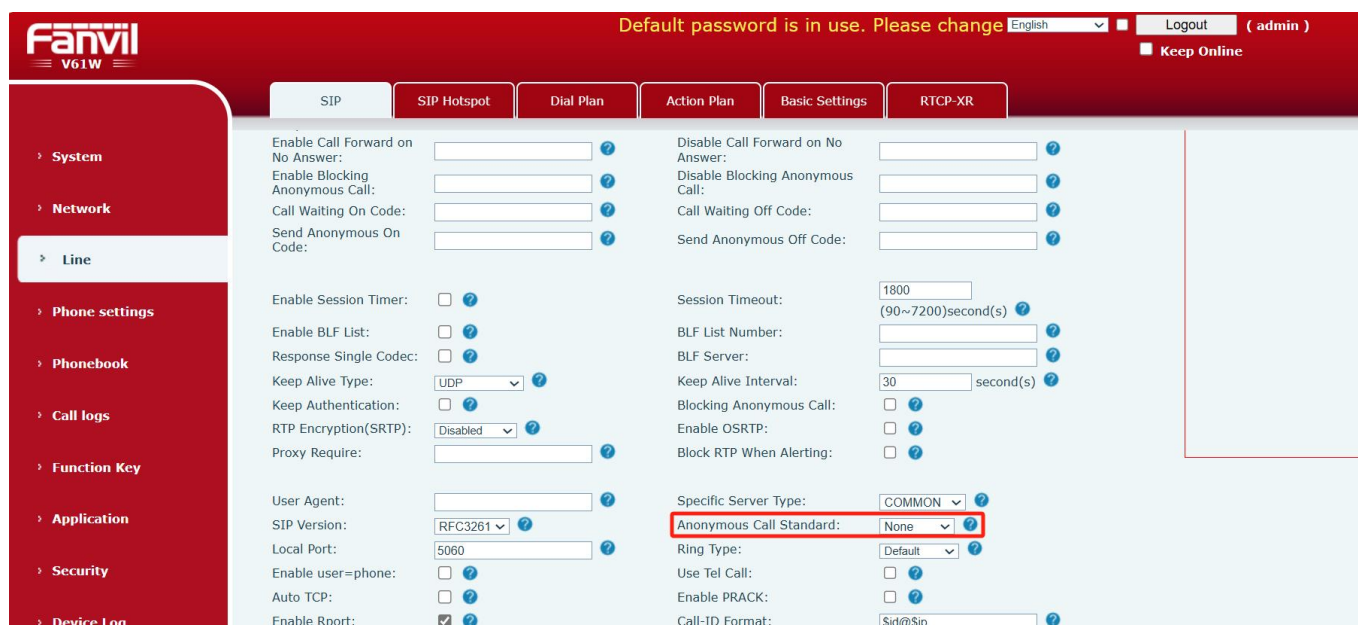 Fanvil
V61W
Default password is in use. Please change English Logout ( admin )
Keep Online
SIP SIP Hotspot Dial Plan Action Plan Basic Settings RTCP-XR
› System
› Network
› Line
› Phone settings
› Phonebook
› Call logs
› Function Key
› Application
› Security
› Device Log
Enable Call Forward on No Answer: ? Disable Call Forward on No Answer: ?
Enable Blocking Anonymous Call: ? Disable Blocking Anonymous Call: ?
Call Waiting On Code: ? Call Waiting Off Code: ?
Send Anonymous On Code: ? Send Anonymous Off Code: ?
Enable Session Timer: ? Session Timeout: 1800 (90~7200)second(s) ?
Enable BLF List: ? BLF List Number: ?
Response Single Codec: ? BLF Server: ?
Keep Alive Type: UDP ? Keep Alive Interval: 30 second(s) ?
Keep Authentication: ? Blocking Anonymous Call: ?
RTP Encryption(SRTP): Disabled ? Enable OSRTP: ?
Proxy Require: ? Block RTP When Alerting: ?
User Agent: ? Specific Server Type: COMMON ?
SIP Version: RFC3261 ? Anonymous Call Standard: None ?
Local Port: 5060 ? Ring Type: Default ?
Enable user=phone: ? Use Tel Call: ?
Auto TCP: ? Enable PRACK: ?
Enable Rport: ? Call-ID Format: $id@$ip ?